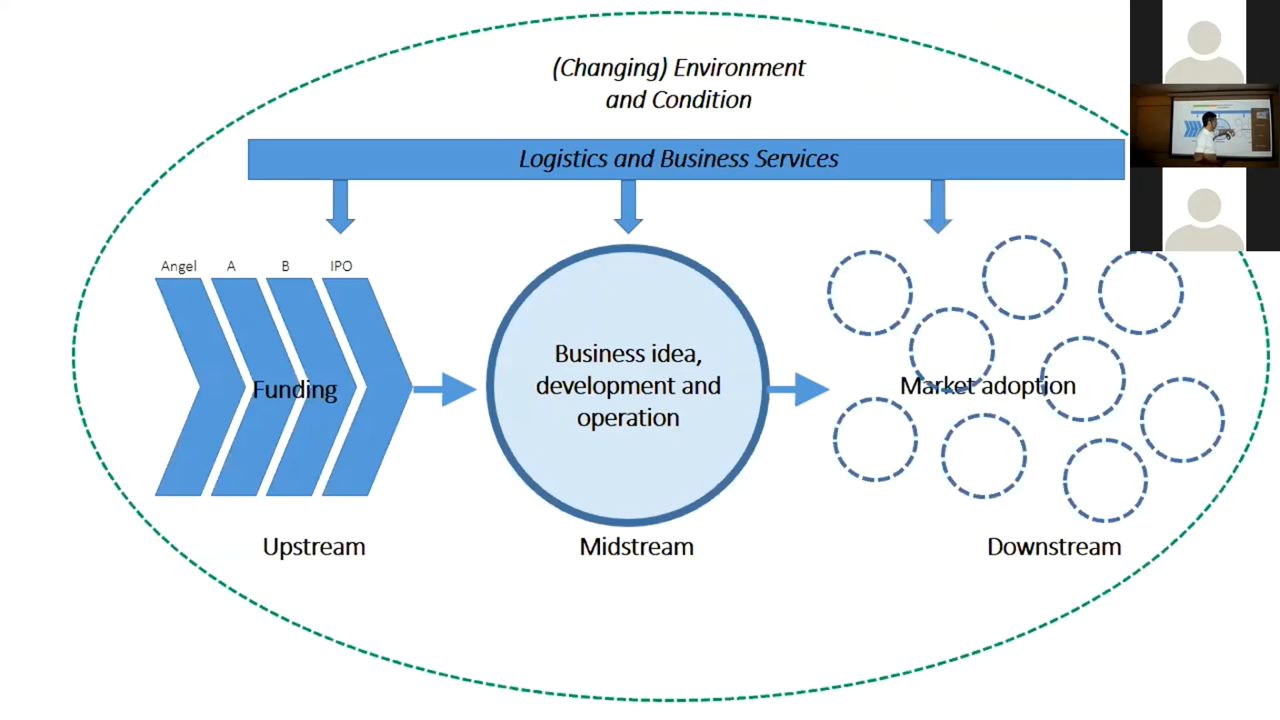 (Changing) Environment
and Condition
Logistics and Business Services
Angel
A
B
IPO
Funding
Business idea,
development and
operation
Market adoption
Upstream
Midstream
Downstream